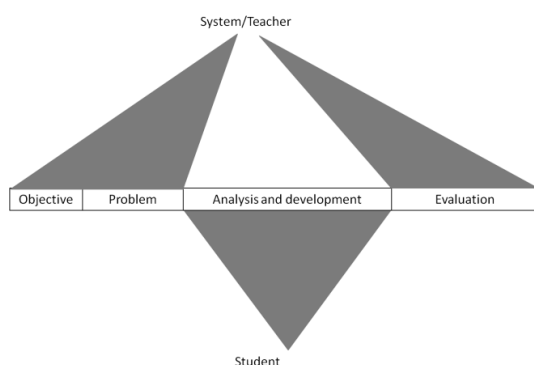 System/Teacher
Objective
Problem
Analysis and development
Evaluation
Student